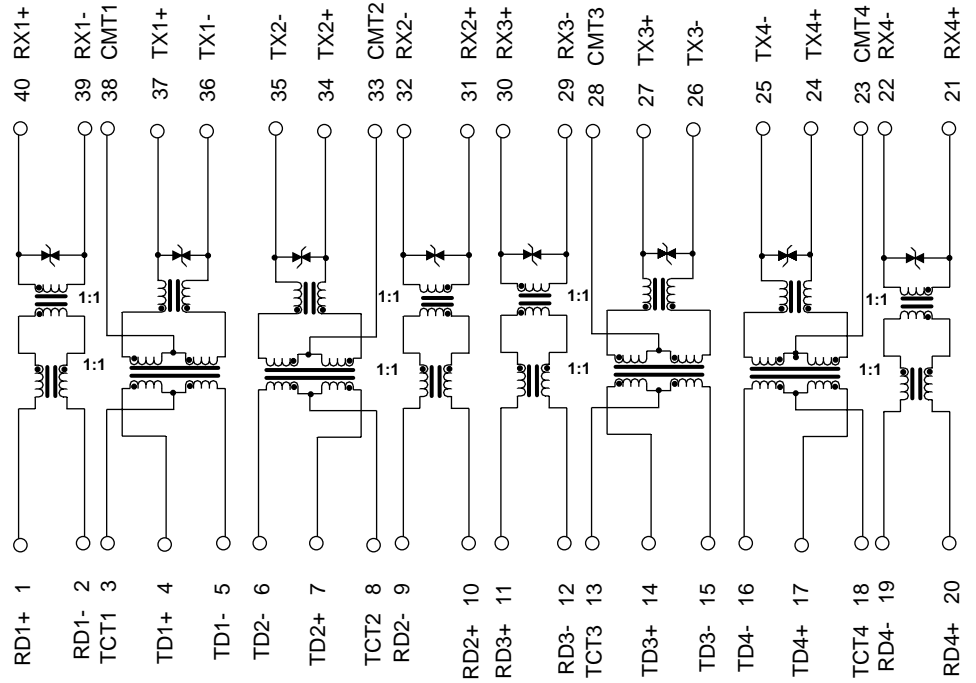 RX1+ 40
RX1- 39
CMT1 38
TX1+ 37
TX1- 36
TX2- 35
TX2+ 34
CMT2 33
RX2- 32
RX2+ 31
RX3+ 30
RX3- 29
CMT3 28
TX3+ 27
TX3- 26
TX4- 25
TX4+ 24
CMT4 23
RX4- 22
RX4+ 21
1:1
1:1
1:1
1:1
1:1
1:1
1:1
1:1
RD1+ 1
RD1- 2
TCT1 3
TD1+ 4
TD1- 5
TD2- 6
TD2+ 7
TCT2 8
RD2- 9
RD2+ 10
RD3+ 11
RD3- 12
TCT3 13
TD3+ 14
TD3- 15
TD4- 16
TD4+ 17
TCT4 18
RD4- 19
RD4+ 20